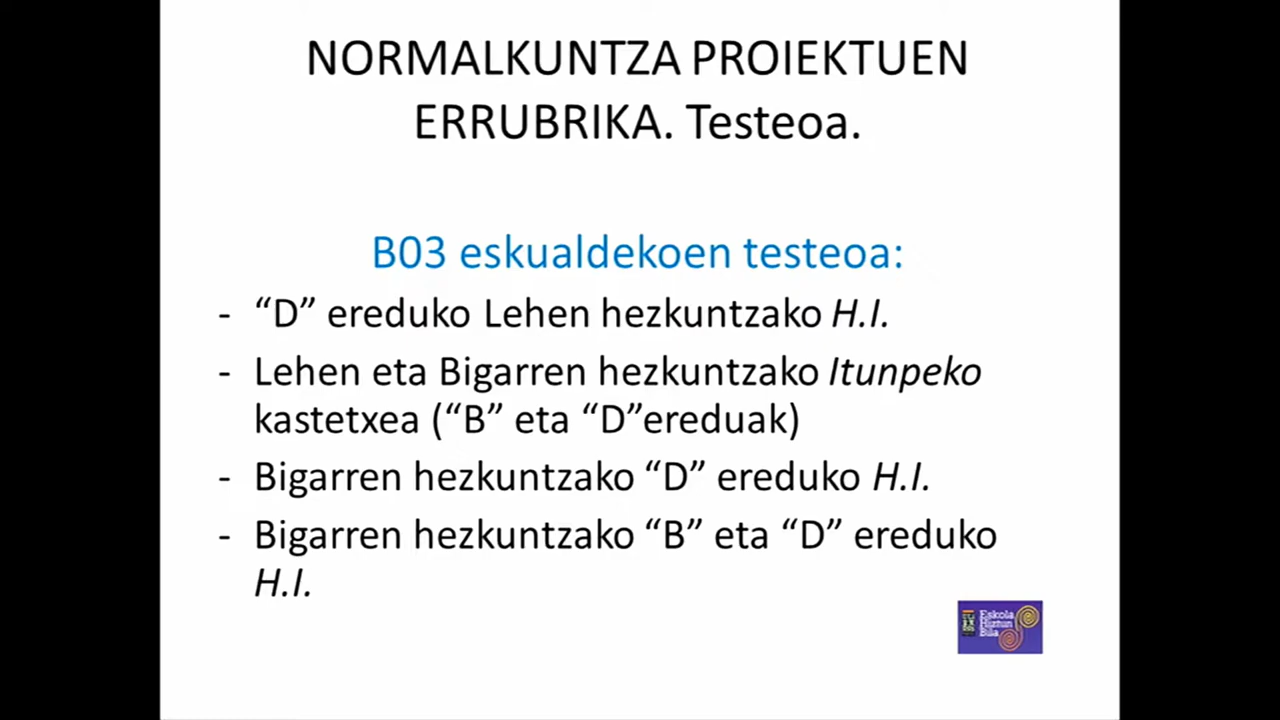 NORMALKUNTZA PROIEKTUEN
ERRUBRIKA. Testeoa.
B03 eskualdekoen testeoa:
- “D” ereduko Lehen hezkuntzako H.I.
- Lehen eta Bigarren hezkuntzako Itunpeko
kastetxea (“B” eta “D”ereduak)
- Bigarren hezkuntzako “D” ereduko H.I.
- Bigarren hezkuntzako “B” eta “D” ereduko
H.I.
Eskola
Hiztun
Bila